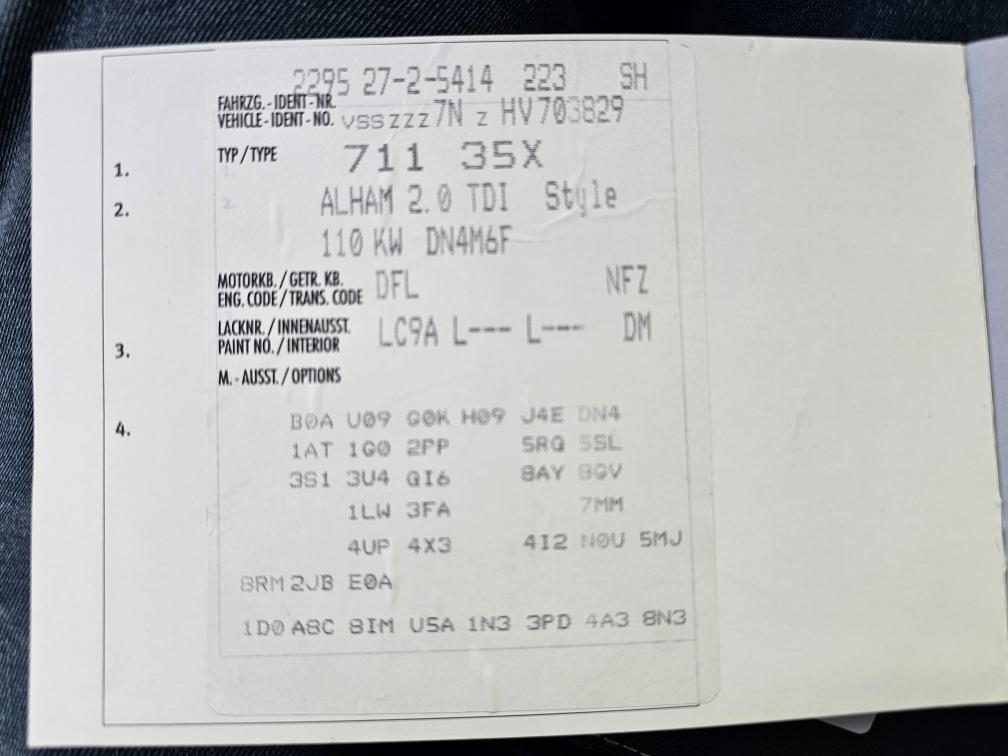 2295 27-2-5414 223 SH
FAHRZG.-IDENT-NR.
VEHICLE-IDENT-NO. VSSZZZ7N Z HV703829
1. TYP/TYPE 711 35X
2. ALHAM 2.0 TDI Style
110 KW DN4M6F
MOTORKB./GETR. KB.
ENG. CODE/TRANS. CODE DFL NFZ
LACKNR./INNENAUSST.
3. PAINT NO./INTERIOR LC9A L--- L--- DM
M.-AUSST./OPTIONS
4. B0A U09 G0K H09 J4E DN4
1AT 1G0 2PP 5RQ 5SL
3S1 3U4 QI6 8AY 8GV
1LW 3FA 7MM
4UP 4X3 4I2 N0U 5MJ
8RM 2JB E0A
1D0 A8C 8IM U5A 1N3 3PD 4A3 8N3